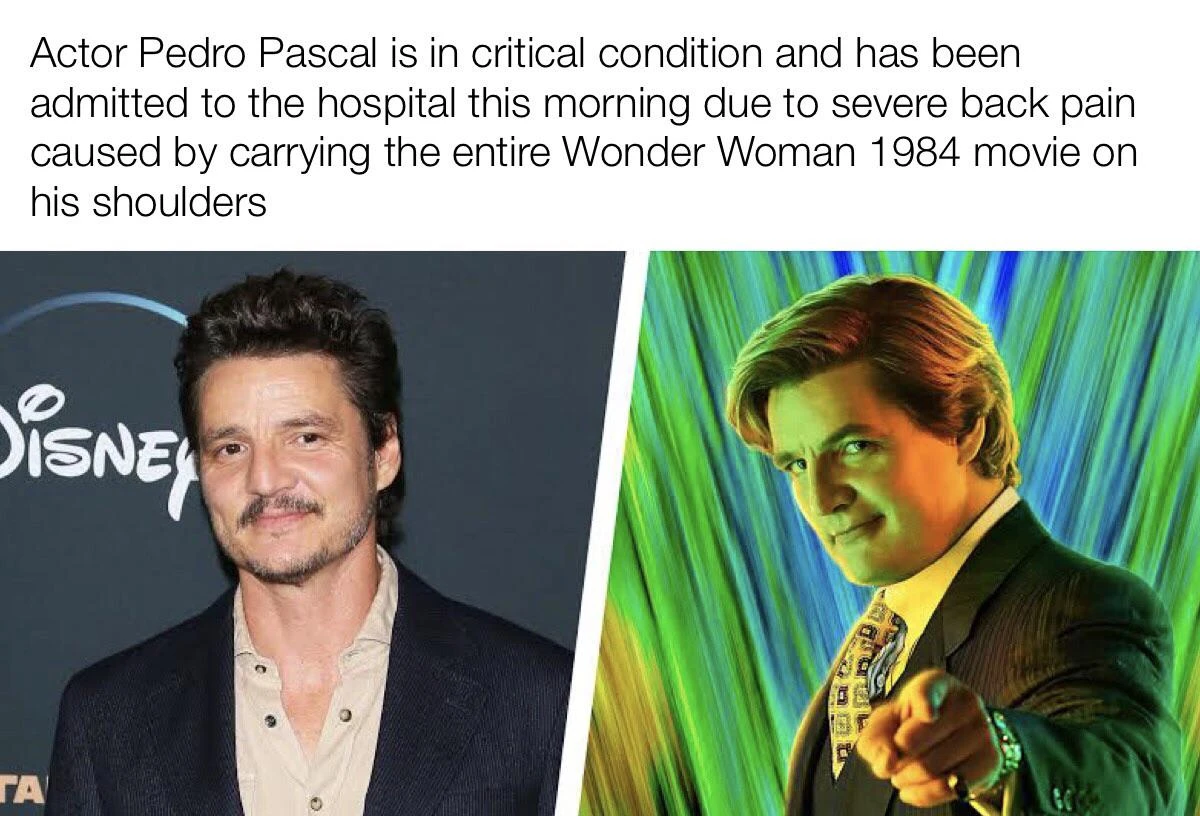 Actor Pedro Pascal is in critical condition and has been
admitted to the hospital this morning due to severe back pain
caused by carrying the entire Wonder Woman 1984 movie on
his shoulders
DISNEY
TA